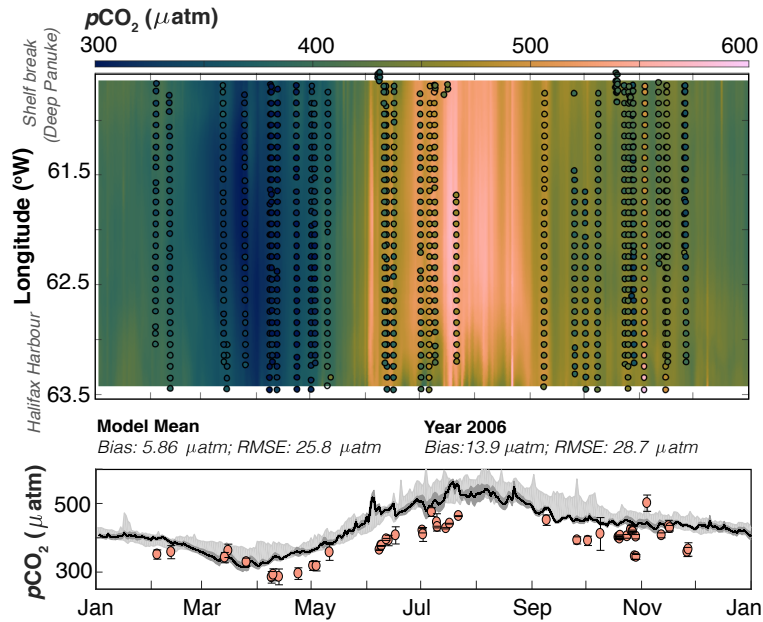 pCO2 (μatm)
300 400 500 600
Shelf break
(Deep Panuke)
Longitude (ºW)
Halifax Harbour
61.5
62.5
63.5
Model Mean
Bias: 5.86 μatm; RMSE: 25.8 μatm
Year 2006
Bias:13.9 μatm; RMSE: 28.7 μatm
pCO2 (μatm)
500
300
Jan Mar May Jul Sep Nov Jan